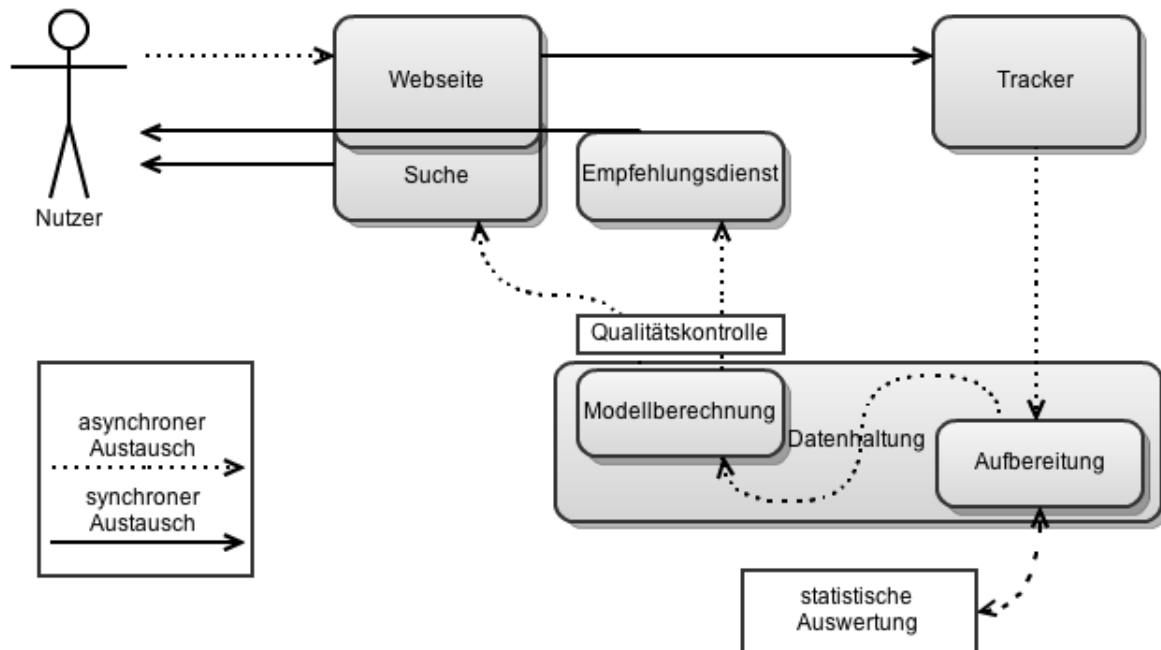 Webseite
Tracker
Suche
Empfehlungsdienst
Nutzer
Qualitätskontrolle
asynchroner
Austausch
synchroner
Austausch
Modellberechnung
Datenhaltung
Aufbereitung
statistische
Auswertung